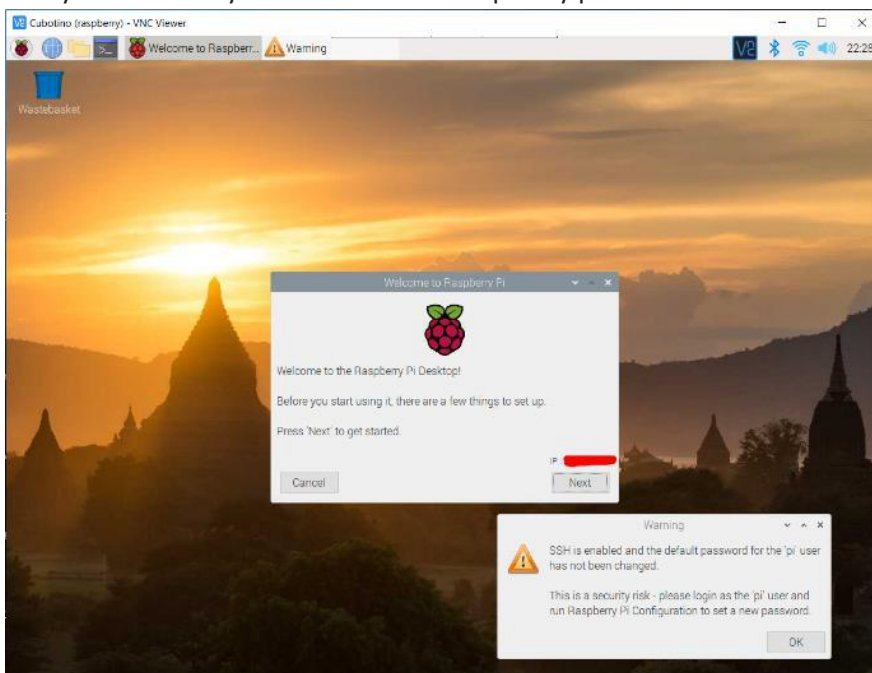 Cubotino (raspberry) - VNC Viewer
Welcome to Raspberr.. Warning
22:28
Wastebasket
Welcome to Raspberry Pi
Welcome to the Raspberry Pi Desktop!
Before you start using it, there are a few things to set up.
Press 'Next' to get started.
IP
Cancel Next
Warning
SSH is enabled and the default password for the 'pi' user
has not been changed.
This is a security risk - please login as the 'pi' user and
run Raspberry Pi Configuration to set a new password.
OK